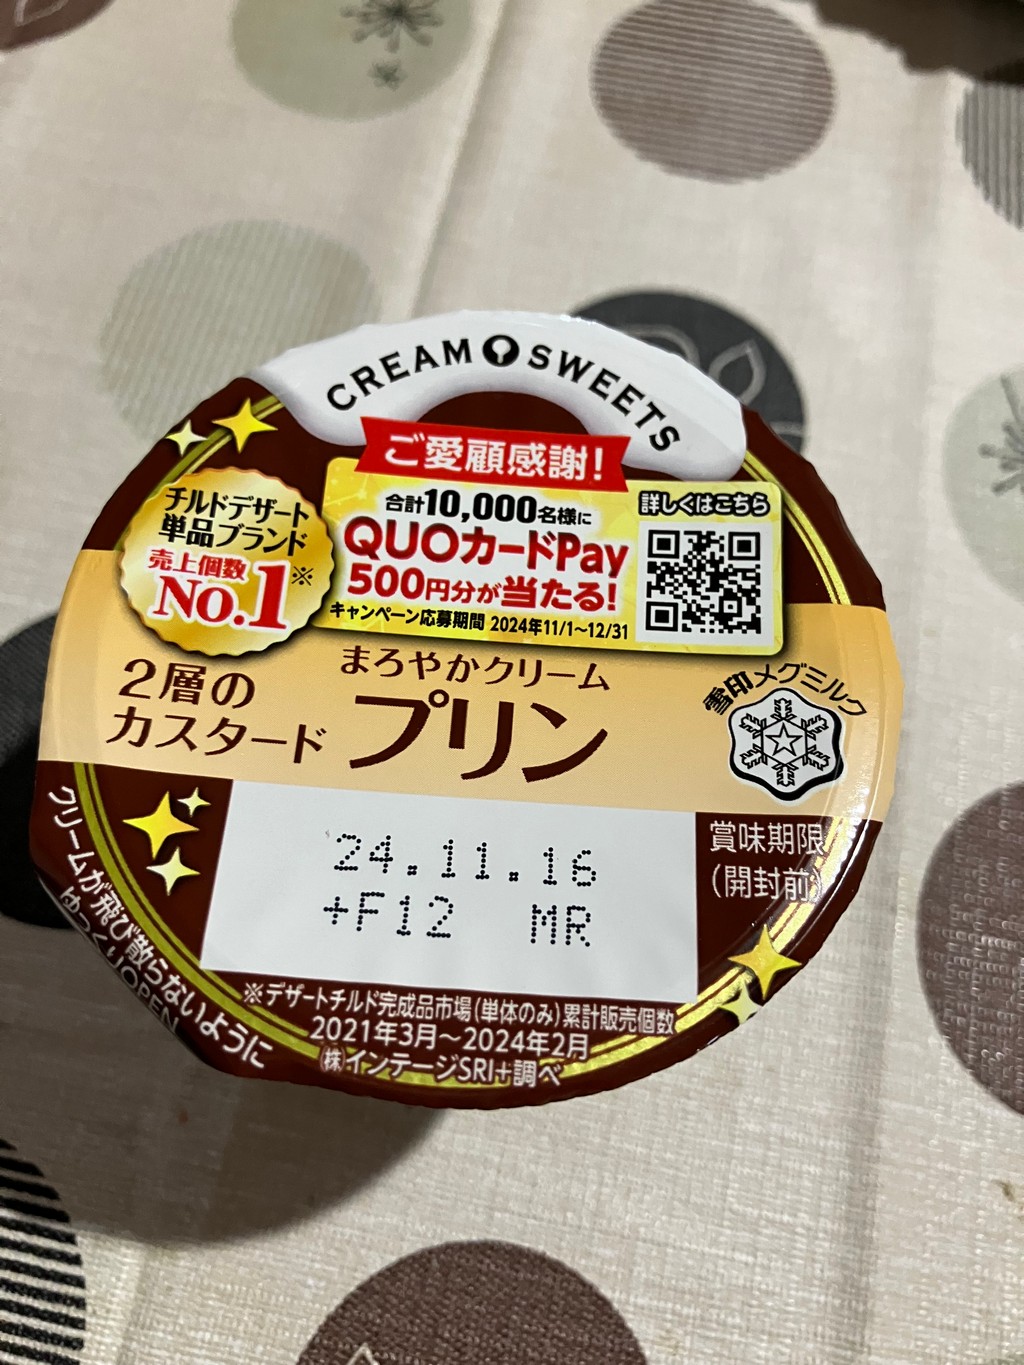 CREAM SWEETS
ご愛顧感謝!
チルドデザート
単品ブランド
売上個数
No.1※
合計10,000名様に
QUOカードPay
500円分が当たる!
キャンペーン応募期間 2024年11/1~12/31
詳しくはこちら
2層の
カスタード
まろやかクリーム
プリン
雪印メグミルク
24.11.16
+F12 MR
賞味期限
(開封前)
クリームが飛び散らないように
ゆっくりOPEN
※デザートチルド完成品市場(単体のみ)累計販売個数
2021年3月~2024年2月
(株)インテージSRI+調べ